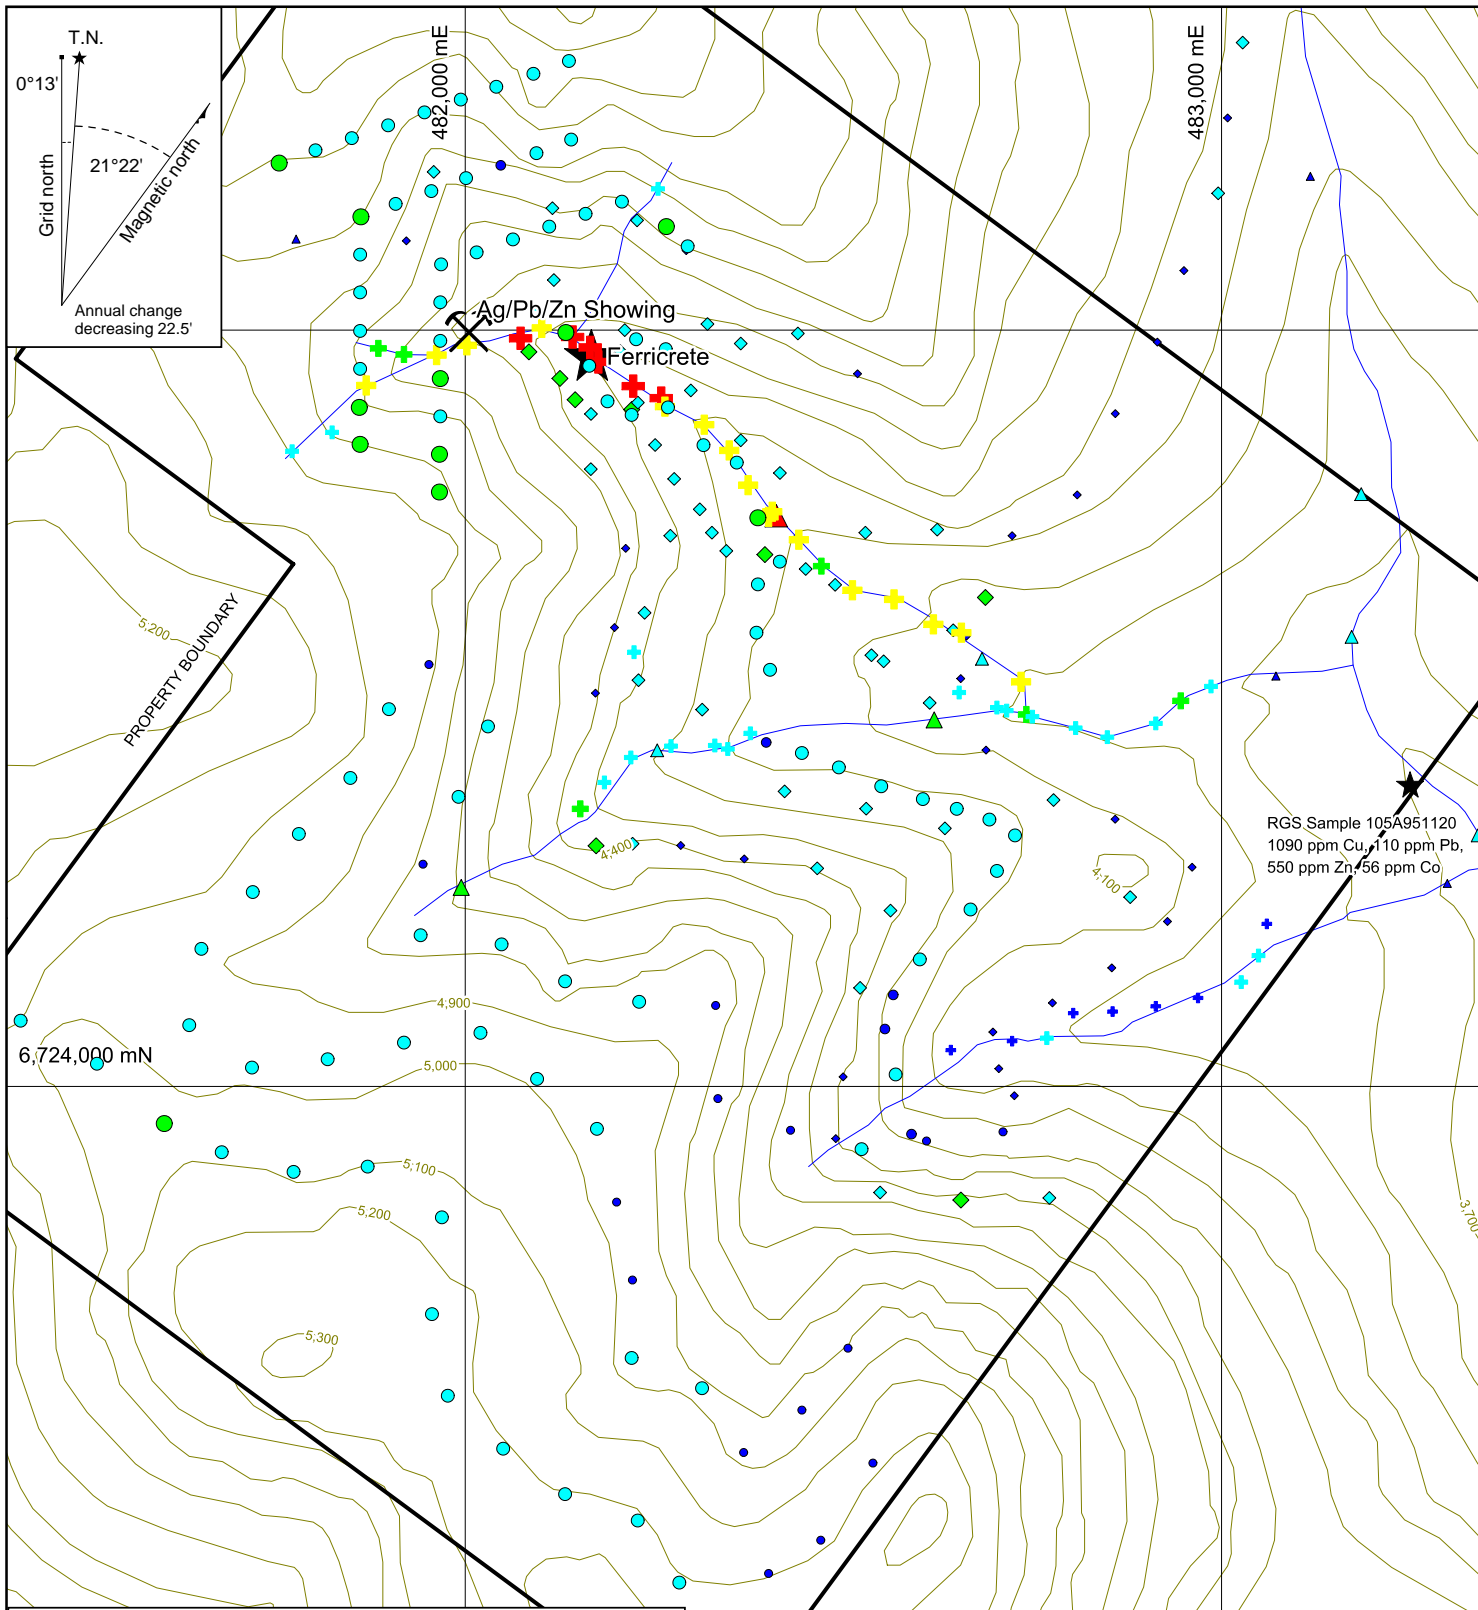 T.N.
0°13'
21°22'
Grid north
Magnetic north
Annual change
decreasing 22.5'
482,000 mE
483,000 mE
Ag/Pb/Zn Showing
Ferricrete
5,200
PROPERTY BOUNDARY
RGS Sample 105A951120
1090 ppm Cu, 110 ppm Pb,
550 ppm Zn, 56 ppm Co
4,400
4,100
4,900
6,724,000 mN
5,000
5,100
5,200
3,700
5,300